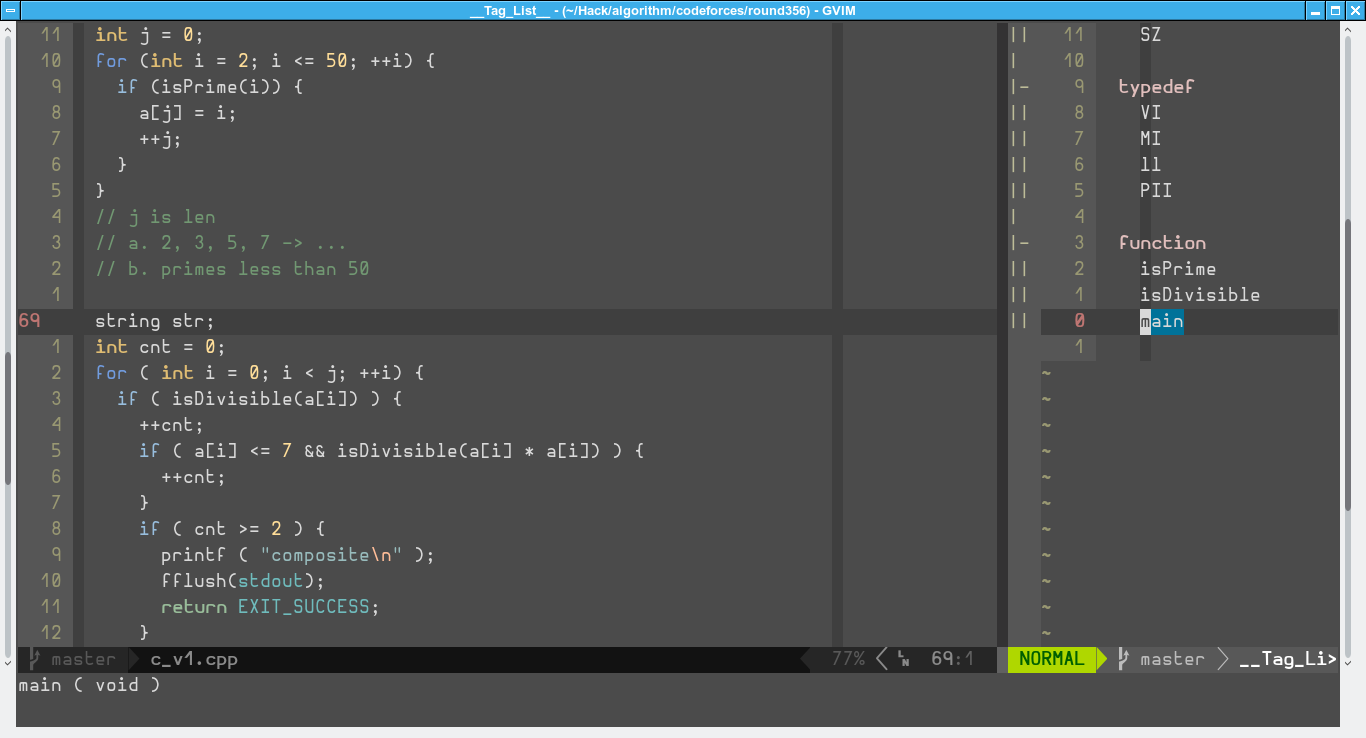 __Tag_List__ - (~/Hack/algorithm/codeforces/round356) - GVIM
11 int j = 0;
10 for (int i = 2; i <= 50; ++i) {
9 if (isPrime(i)) {
8 a[j] = i;
7 ++j;
6 }
5 }
4 // j is len
3 // a. 2, 3, 5, 7 -> ...
2 // b. primes less than 50
1
69 string str;
1 int cnt = 0;
2 for ( int i = 0; i < j; ++i) {
3 if ( isDivisible(a[i]) ) {
4 ++cnt;
5 if ( a[i] <= 7 && isDivisible(a[i] * a[i]) ) {
6 ++cnt;
7 }
8 if ( cnt >= 2 ) {
9 printf ( "composite\n" );
10 fflush(stdout);
11 return EXIT_SUCCESS;
12 }
master c_v1.cpp 77% LN 69:1
|| 11 SZ
| 10
|- 9 typedef
|| 8 VI
|| 7 MI
|| 6 ll
|| 5 PII
| 4
|- 3 function
|| 2 isPrime
|| 1 isDivisible
|| 0 main
1
~
~
~
~
~
~
~
~
~
~
~
NORMAL master __Tag_Li>
main ( void )